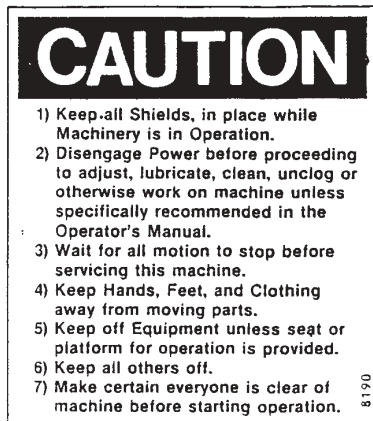 CAUTION
1) Keep all Shields, in place while
Machinery is in Operation.
2) Disengage Power before proceeding
to adjust, lubricate, clean, unclog or
otherwise work on machine unless
specifically recommended in the
Operator's Manual.
3) Wait for all motion to stop before
servicing this machine.
4) Keep Hands, Feet, and Clothing
away from moving parts.
5) Keep off Equipment unless seat or
platform for operation is provided.
6) Keep all others off.
7) Make certain everyone is clear of
machine before starting operation.
8190